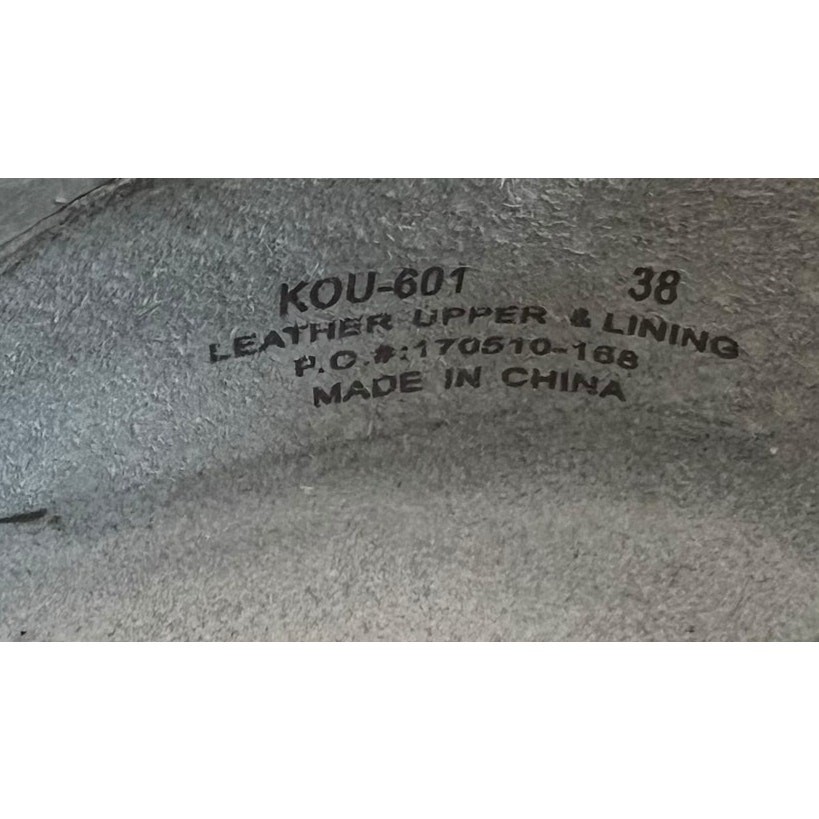 KOU-601 38
LEATHER UPPER & LINING
P.O.#:170510-168
MADE IN CHINA